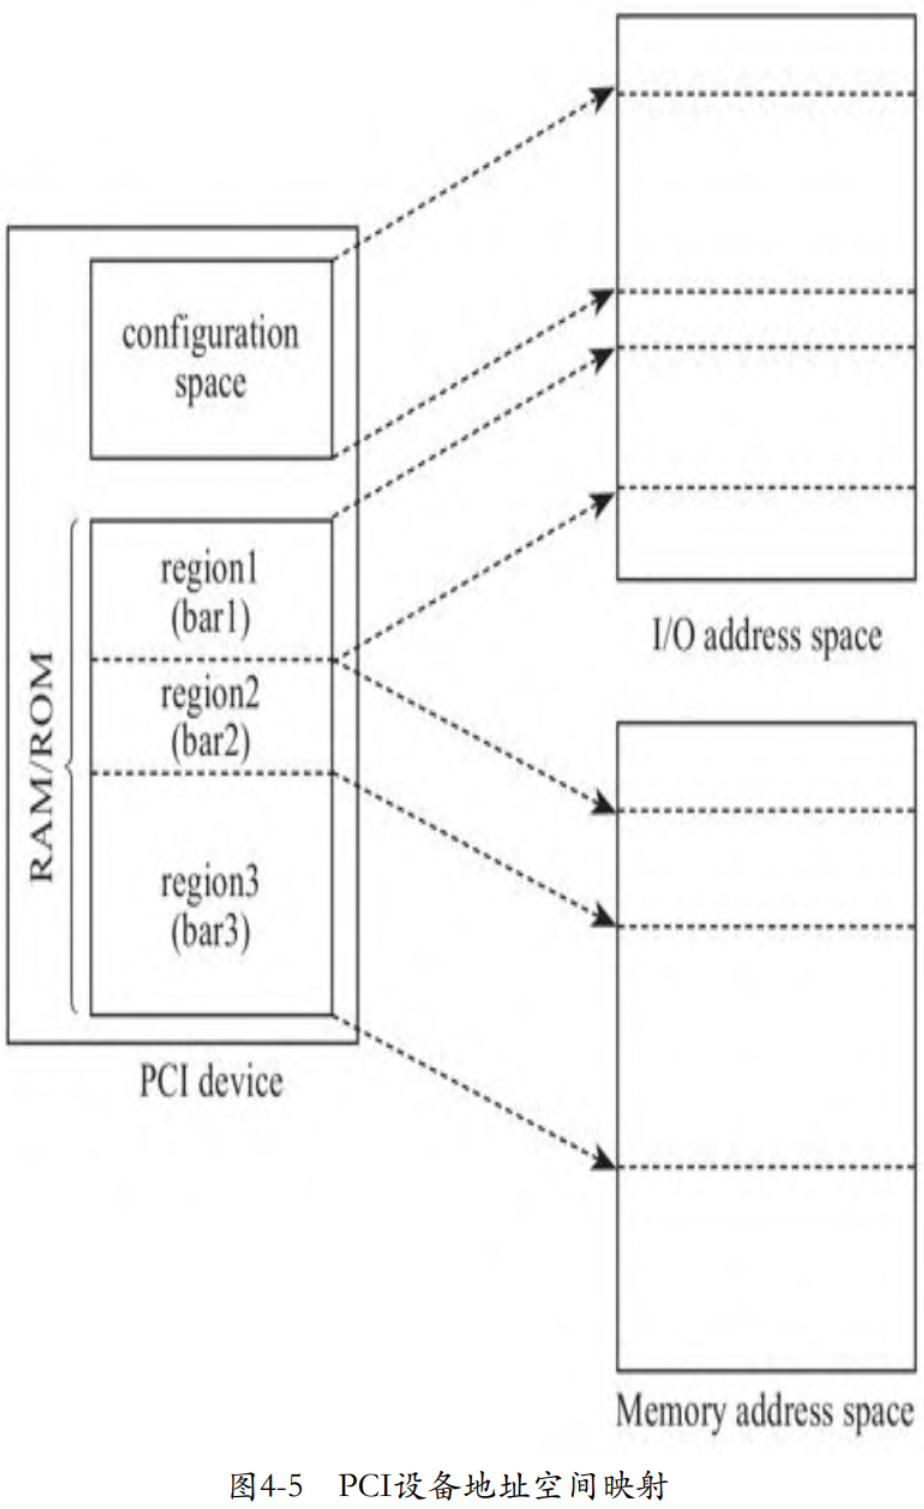 configuration
space
region1
(bar1)
region2
(bar2)
region3
(bar3)
RAM/ROM
PCI device
I/O address space
Memory address space
图4-5 PCI设备地址空间映射